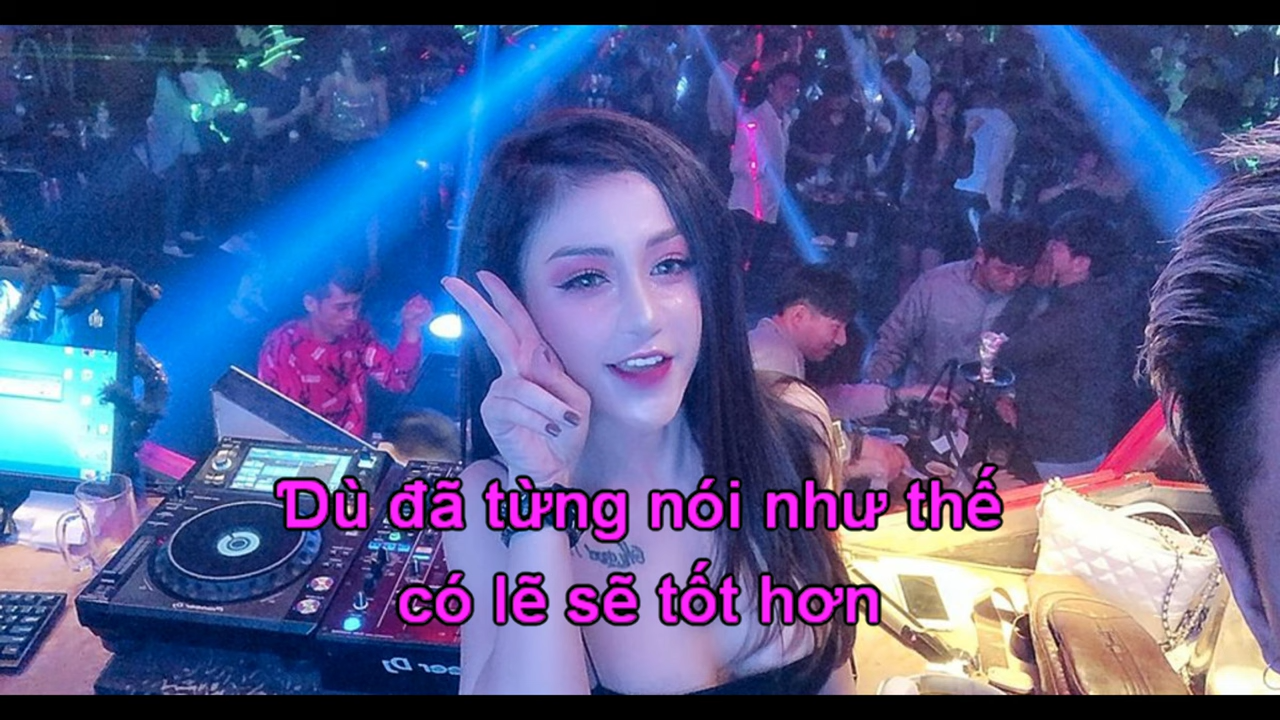 Dù đã từng nói như thế
có lẽ sẽ tốt hơn